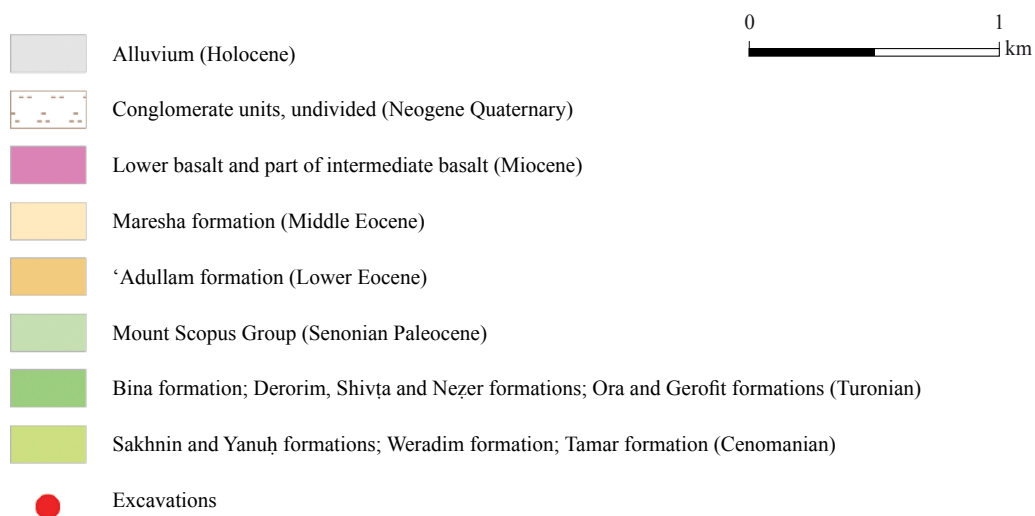 0 1
km
Alluvium (Holocene)
Conglomerate units, undivided (Neogene Quaternary)
Lower basalt and part of intermediate basalt (Miocene)
Maresha formation (Middle Eocene)
‘Adullam formation (Lower Eocene)
Mount Scopus Group (Senonian Paleocene)
Bina formation; Derorim, Shivṭa and Neẓer formations; Ora and Gerofit formations (Turonian)
Sakhnin and Yanuḥ formations; Weradim formation; Tamar formation (Cenomanian)
Excavations